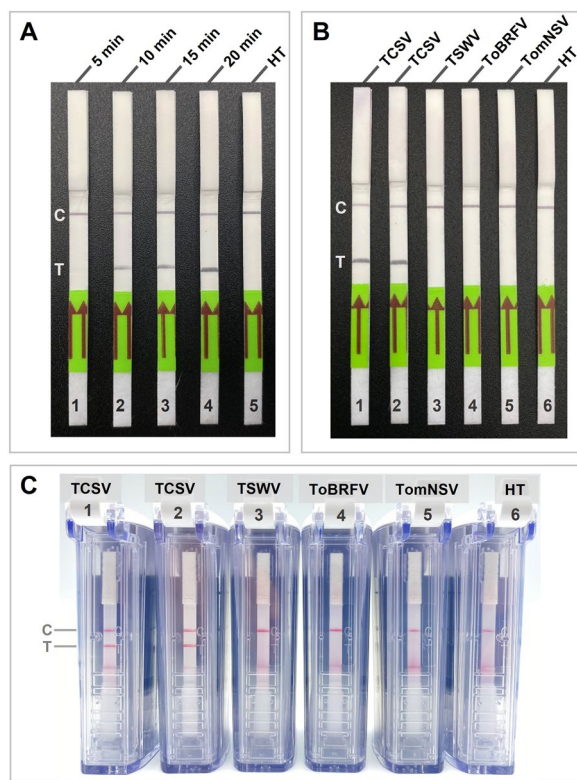 A
5 min
10 min
15 min
20 min
HT
C
T
1
2
3
4
5
B
TCSV
TCSV
TSWV
ToBRFV
TomNSV
HT
C
T
1
2
3
4
5
6
C
TCSV
TCSV
TSWV
ToBRFV
TomNSV
HT
1
2
3
4
5
6
C
T